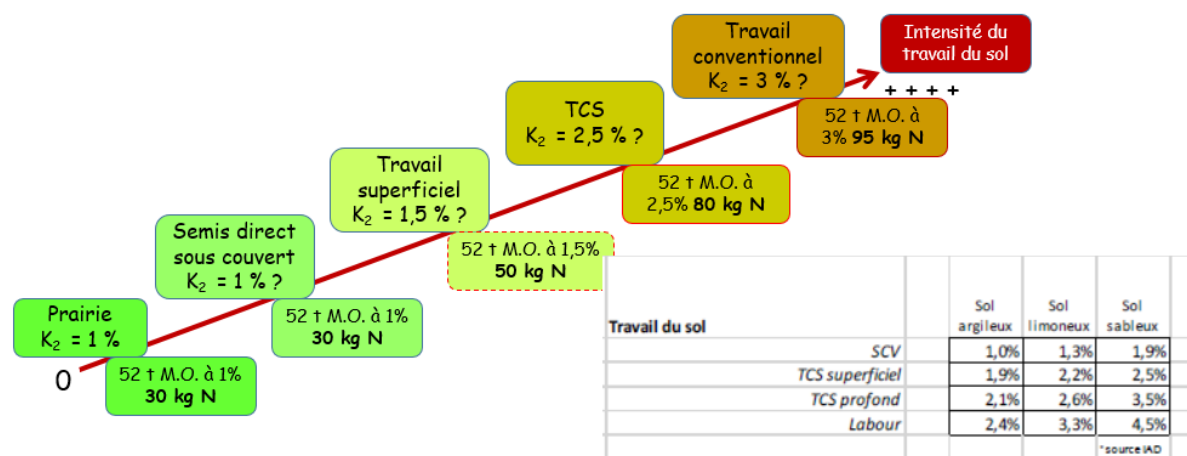 Travail
conventionnel
K₂ = 3 % ?
Intensité du
travail du sol
+ + + +
52 t M.O. à
3% 95 kg N
TCS
K₂ = 2,5 % ?
52 t M.O. à
2,5% 80 kg N
Travail
superficiel
K₂ = 1,5 % ?
52 t M.O. à 1,5%
50 kg N
Semis direct
sous couvert
K₂ = 1 % ?
52 t M.O. à 1%
30 kg N
Prairie
K₂ = 1 %
0
52 t M.O. à 1%
30 kg N
Travail du sol Sol argileux Sol limoneux Sol sableux
SCV 1,0% 1,3% 1,9%
TCS superficiel 1,9% 2,2% 2,5%
TCS profond 2,1% 2,6% 3,5%
Labour 2,4% 3,3% 4,5%
*source IAD